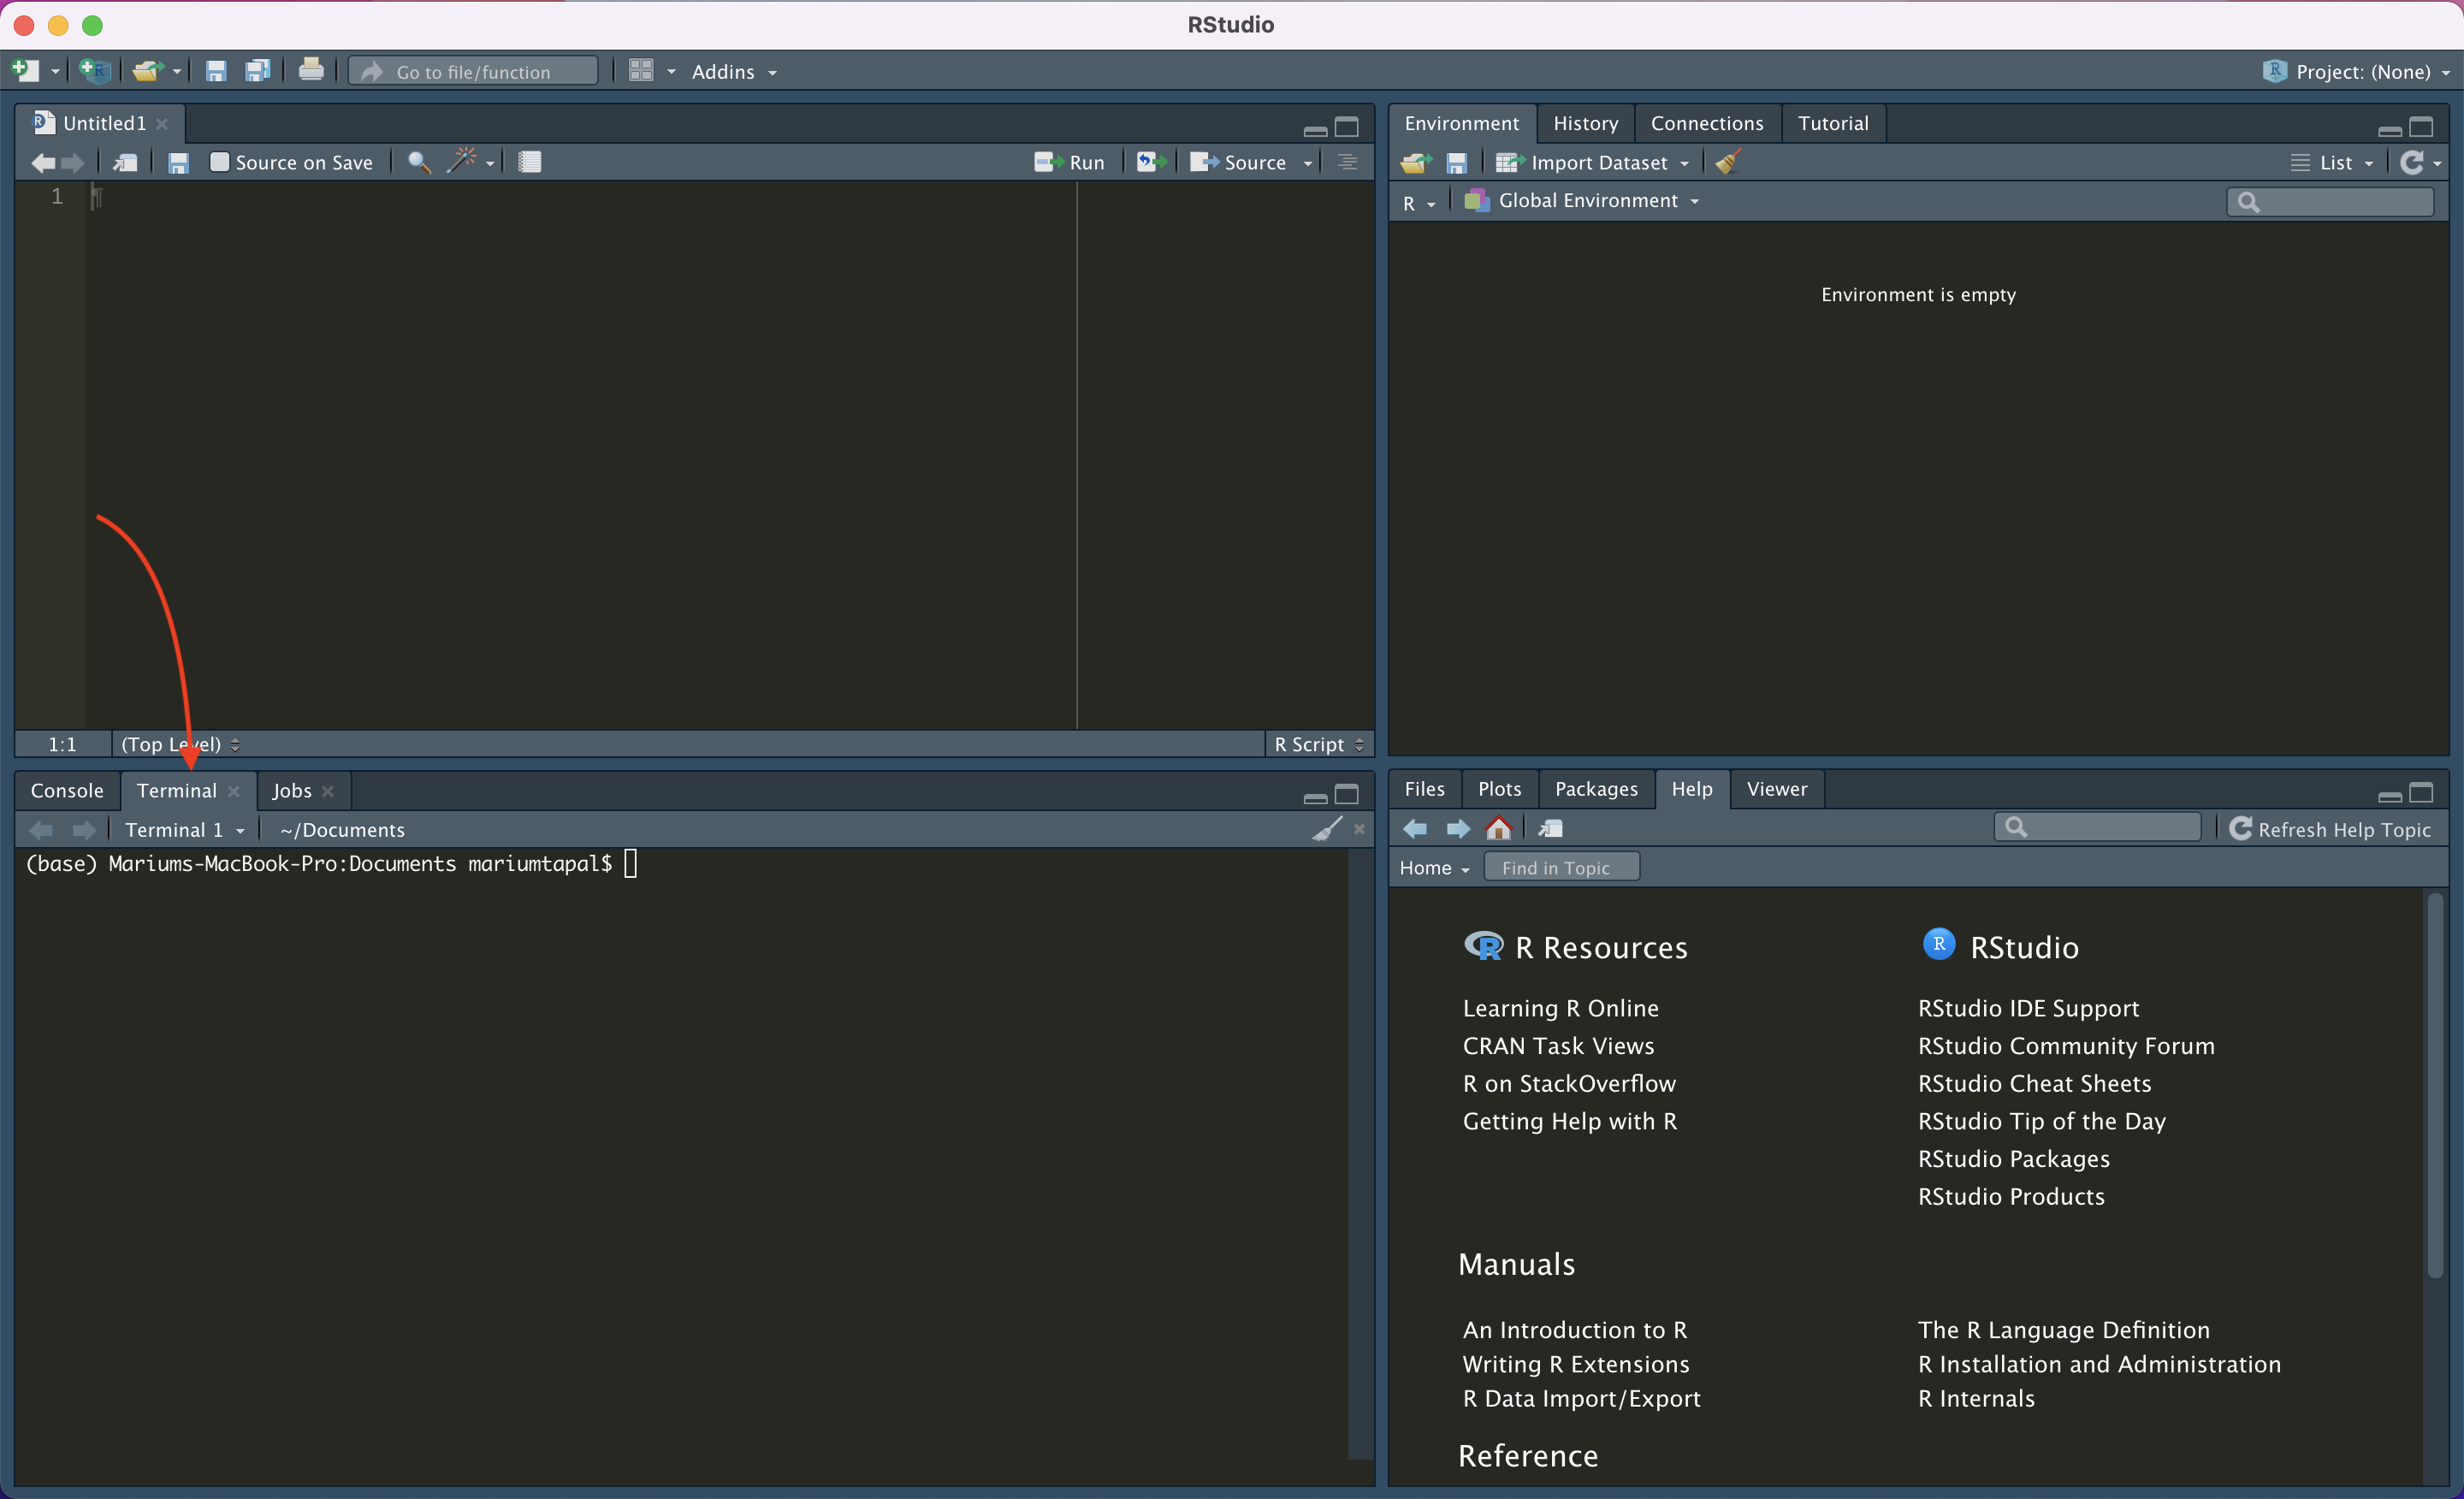 RStudio
Go to file/function
Addins
Project: (None)
Untitled1
Source on Save
Run
Source
1
1:1
(Top Level)
R Script
Environment
History
Connections
Tutorial
Import Dataset
List
R
Global Environment
Environment is empty
Console
Terminal
Jobs
Terminal 1
~/Documents
(base) Mariums-MacBook-Pro:Documents mariumtapal$
Files
Plots
Packages
Help
Viewer
Refresh Help Topic
Home
Find in Topic
R Resources
Learning R Online
CRAN Task Views
R on StackOverflow
Getting Help with R
R RStudio
RStudio IDE Support
RStudio Community Forum
RStudio Cheat Sheets
RStudio Tip of the Day
RStudio Packages
RStudio Products
Manuals
An Introduction to R
Writing R Extensions
R Data Import/Export
The R Language Definition
R Installation and Administration
R Internals
Reference